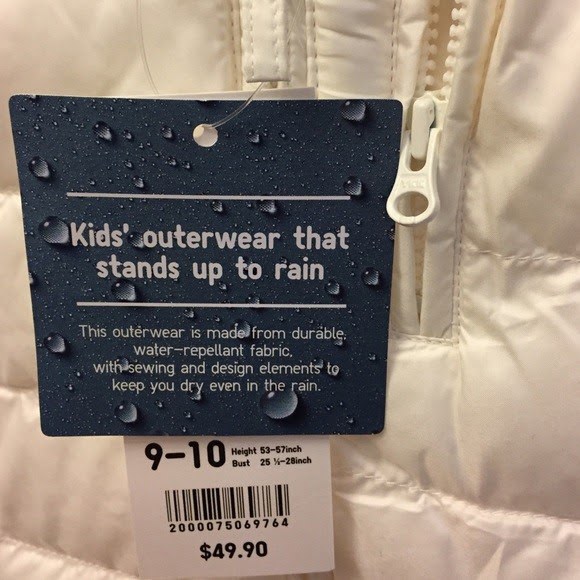 Kids' outerwear that
stands up to rain
This outerwear is made from durable,
water-repellant fabric,
with sewing and design elements to
keep you dry even in the rain.
9-10 Height 53-57inch
Bust 25 ½-28inch
2000075069764
$49.90